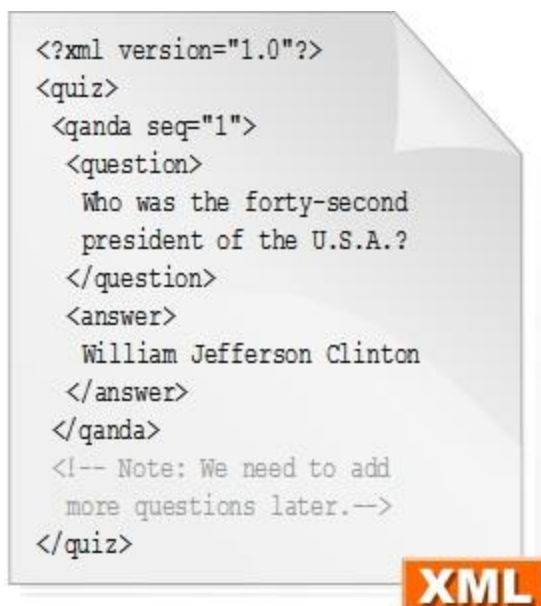 <?xml version="1.0"?>
<quiz>
<qanda seq="1">
<question>
Who was the forty-second
president of the U.S.A.?
</question>
<answer>
William Jefferson Clinton
</answer>
</qanda>
<!-- Note: We need to add
more questions later.-->
</quiz>
XML